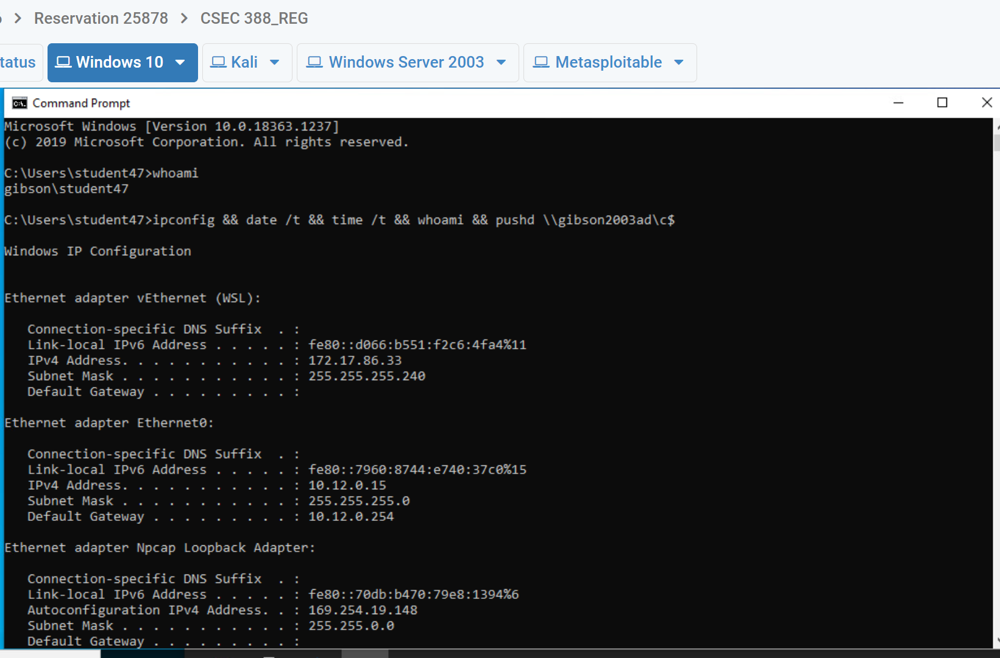 Reservation 25878 > CSEC 388_REG
tatus Windows 10 Kali Windows Server 2003 Metasploitable
Command Prompt
Microsoft Windows [Version 10.0.18363.1237]
(c) 2019 Microsoft Corporation. All rights reserved.
C:\Users\student47>whoami
gibson\student47
C:\Users\student47>ipconfig && date /t && time /t && whoami && pushd \\gibson2003ad\c$
Windows IP Configuration
Ethernet adapter vEthernet (WSL):
Connection-specific DNS Suffix  . :
Link-local IPv6 Address . . . . . : fe80::d066:b551:f2c6:4fa4%11
IPv4 Address. . . . . . . . . . . : 172.17.86.33
Subnet Mask . . . . . . . . . . . : 255.255.255.240
Default Gateway . . . . . . . . . :
Ethernet adapter Ethernet0:
Connection-specific DNS Suffix  . :
Link-local IPv6 Address . . . . . : fe80::7960:8744:e740:37c0%15
IPv4 Address. . . . . . . . . . . : 10.12.0.15
Subnet Mask . . . . . . . . . . . : 255.255.255.0
Default Gateway . . . . . . . . . : 10.12.0.254
Ethernet adapter Npcap Loopback Adapter:
Connection-specific DNS Suffix  . :
Link-local IPv6 Address . . . . . : fe80::70db:b470:79e8:1394%6
Autoconfiguration IPv4 Address. . : 169.254.19.148
Subnet Mask . . . . . . . . . . . : 255.255.0.0
Default Gateway . . . . . . . . . :